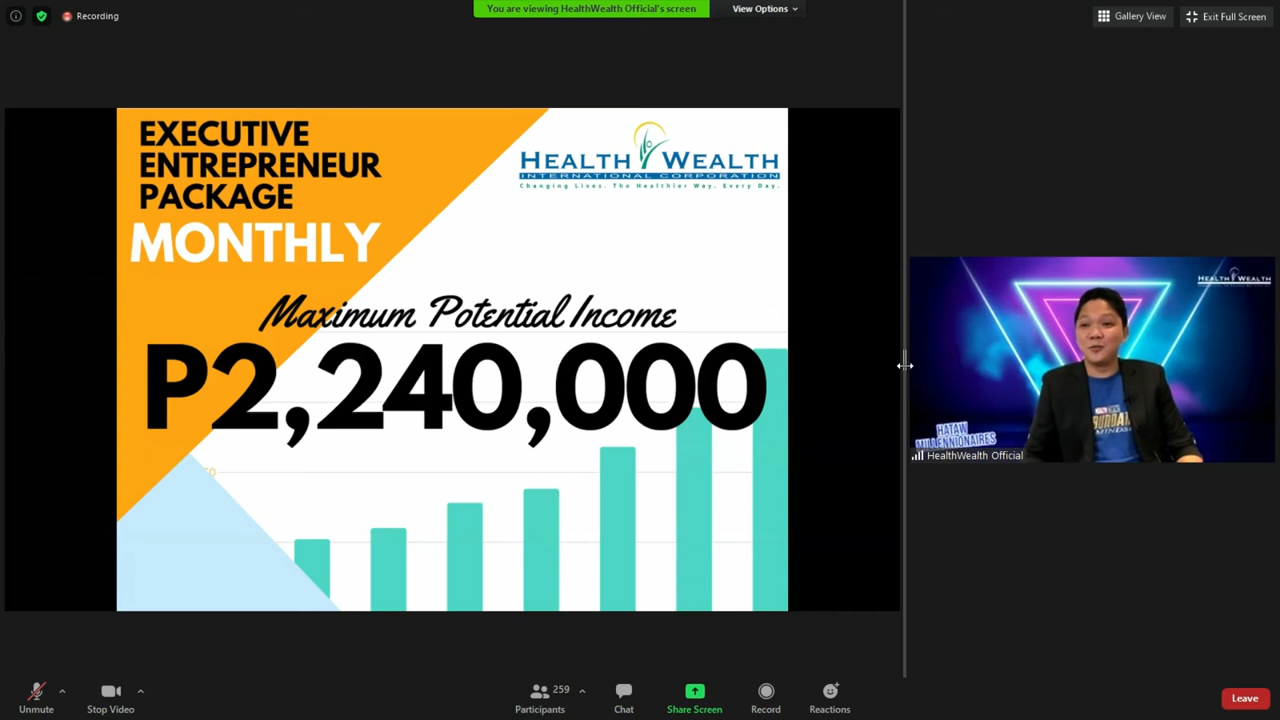 Recording
You are viewing HealthWealth Official's screen
View Options
Gallery View
Exit Full Screen
EXECUTIVE
ENTREPRENEUR
PACKAGE
MONTHLY
HEALTH WEALTH
INTERNATIONAL CORPORATION
Changing Lives. The Healthier Way. Every Day.
Maximum Potential Income
P2,240,000
HEALTH WEALTH
HATAW
MILLENNIONAIRES
HealthWealth Official
Unmute
Stop Video
259
Participants
Chat
Share Screen
Record
Reactions
Leave